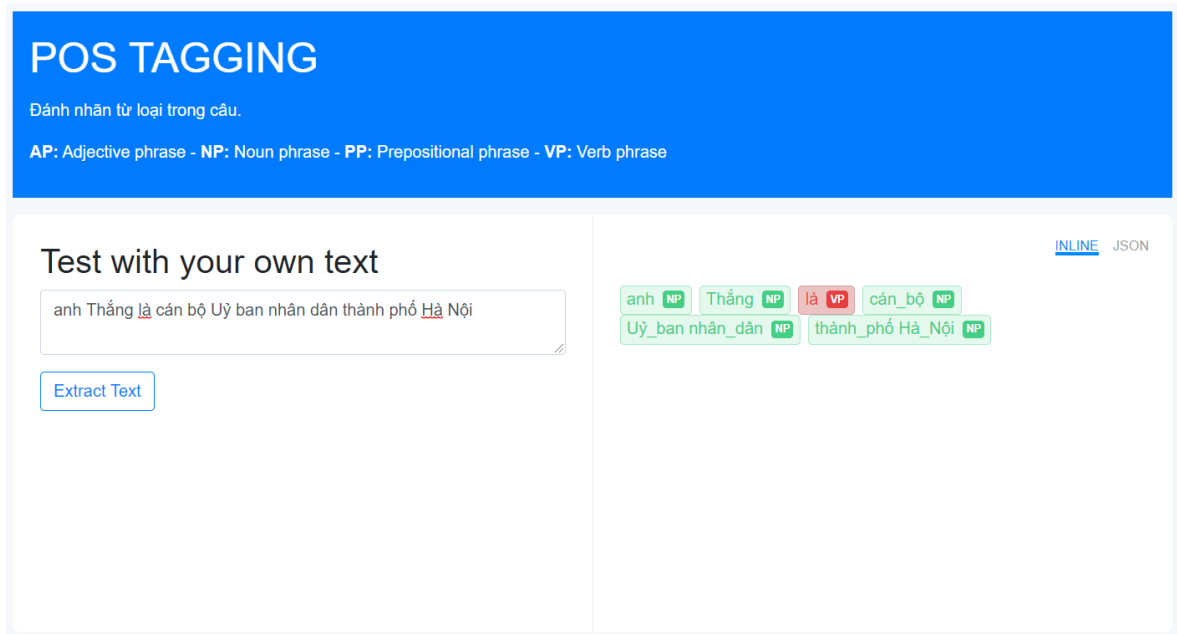 POS TAGGING
Đánh nhãn từ loại trong câu.
AP: Adjective phrase - NP: Noun phrase - PP: Prepositional phrase - VP: Verb phrase
Test with your own text
anh Thắng là cán bộ Uỷ ban nhân dân thành phố Hà Nội
Extract Text
INLINE JSON
anh NP Thắng NP là VP cán_bộ NP
Uỷ_ban nhân_dân NP thành_phố Hà_Nội NP